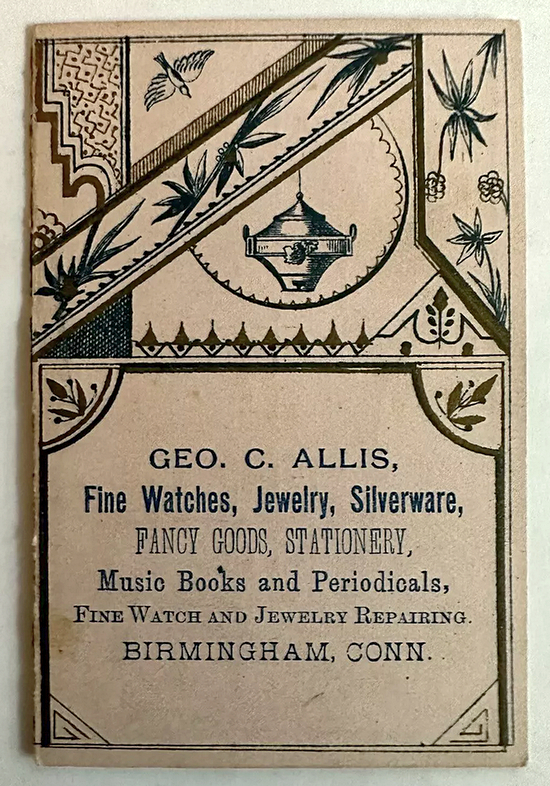 GEO. C. ALLIS,
Fine Watches, Jewelry, Silverware,
FANCY GOODS, STATIONERY,
Music Books and Periodicals,
FINE WATCH AND JEWELRY REPAIRING.
BIRMINGHAM, CONN.